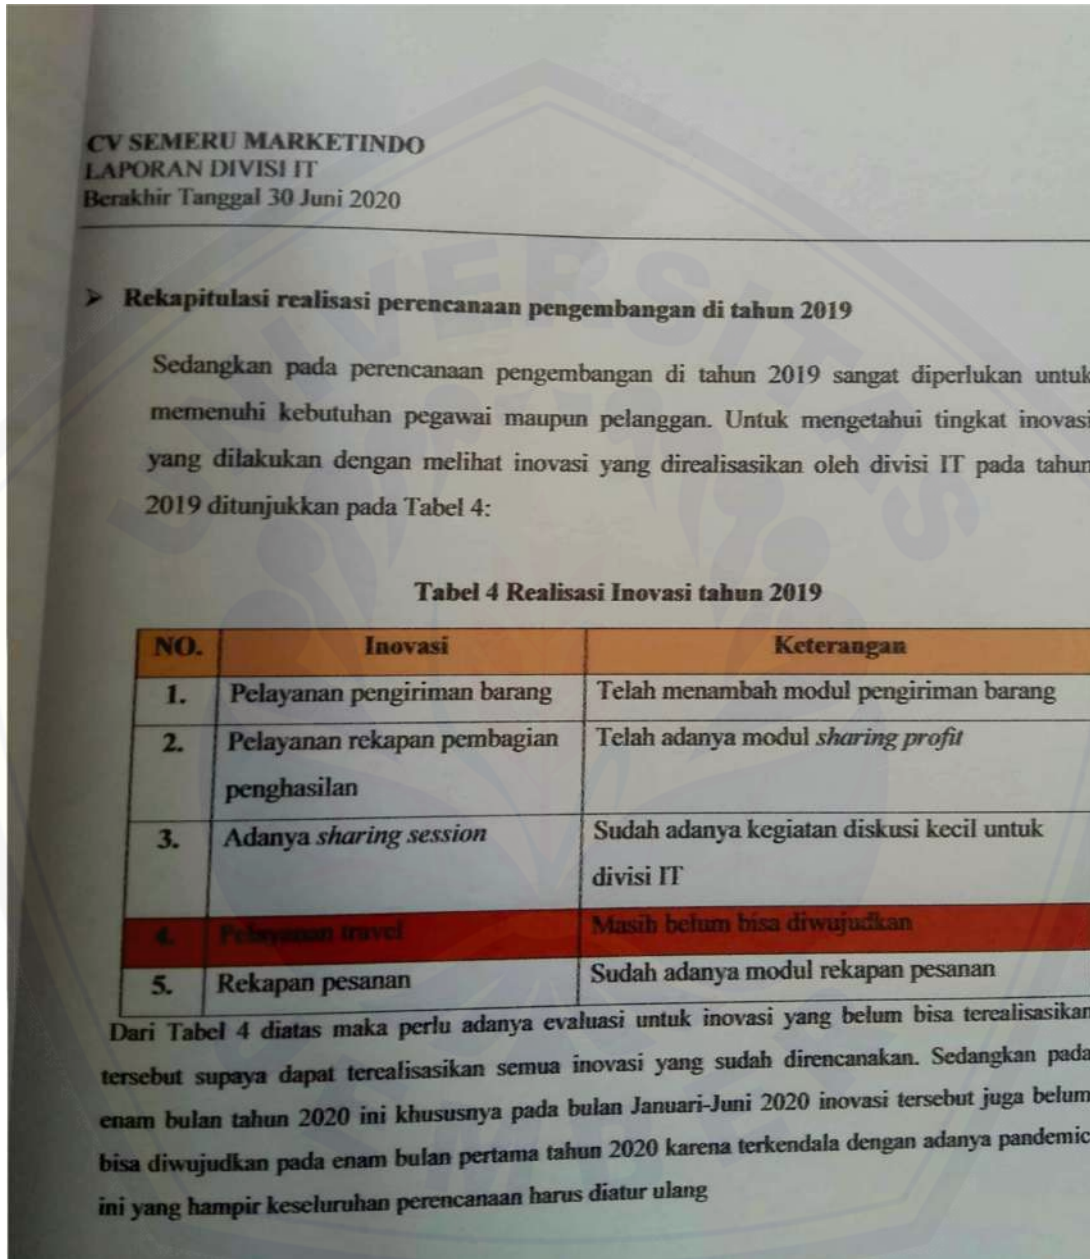 CV SEMERU MARKETINDO
LAPORAN DIVISI IT
Berakhir Tanggal 30 Juni 2020
➤ Rekapitulasi realisasi perencanaan pengembangan di tahun 2019
Sedangkan pada perencanaan pengembangan di tahun 2019 sangat diperlukan untuk
memenuhi kebutuhan pegawai maupun pelanggan. Untuk mengetahui tingkat inovasi
yang dilakukan dengan melihat inovasi yang direalisasikan oleh divisi IT pada tahun
2019 ditunjukkan pada Tabel 4:
Tabel 4 Realisasi Inovasi tahun 2019
NO. Inovasi Keterangan
1. Pelayanan pengiriman barang Telah menambah modul pengiriman barang
2. Pelayanan rekapan pembagian Telah adanya modul sharing profit
penghasilan
3. Adanya sharing session Sudah adanya kegiatan diskusi kecil untuk
divisi IT
4. Pelayanan travel Masih belum bisa diwujudkan
5. Rekapan pesanan Sudah adanya modul rekapan pesanan
Dari Tabel 4 diatas maka perlu adanya evaluasi untuk inovasi yang belum bisa terealisasikan
tersebut supaya dapat terealisasikan semua inovasi yang sudah direncanakan. Sedangkan pada
enam bulan tahun 2020 ini khususnya pada bulan Januari-Juni 2020 inovasi tersebut juga belum
bisa diwujudkan pada enam bulan pertama tahun 2020 karena terkendala dengan adanya pandemic
ini yang hampir keseluruhan perencanaan harus diatur ulang
UNIVERSITAS